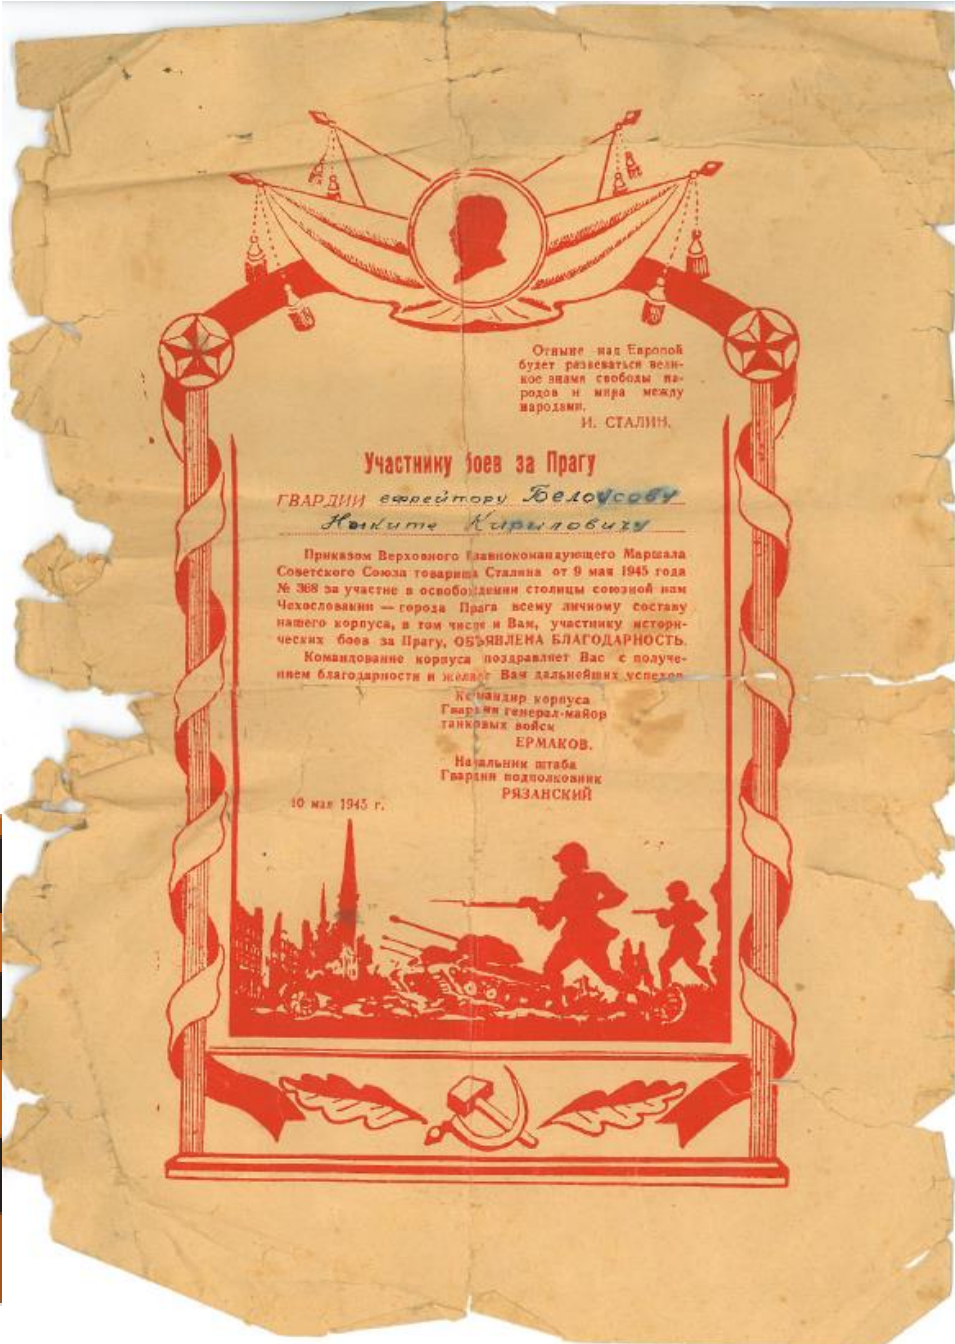 Отныне над Европой
будет развеваться вели-
кое знамя свободы на-
родов и мира между
народами.
И. СТАЛИН.
Участнику боев за Прагу
ГВАРДИИ ефрейтору Белоусову
Никите Кириловичу
Приказом Верховного Главнокомандующего Маршала
Советского Союза товарища Сталина от 9 мая 1945 года
№ 368 за участие в освобождении столицы союзной нам
Чехословакии — города Прага всему личному составу
нашего корпуса, в том числе и Вам, участнику истори-
ческих боев за Прагу, ОБЪЯВЛЕНА БЛАГОДАРНОСТЬ.
Командование корпуса поздравляет Вас с получе-
нием благодарности и желает Вам дальнейших успехов
Командир корпуса
Гвардии генерал-майор
танковых войск
ЕРМАКОВ.
Начальник штаба
Гвардии подполковник
РЯЗАНСКИЙ
10 мая 1945 г.